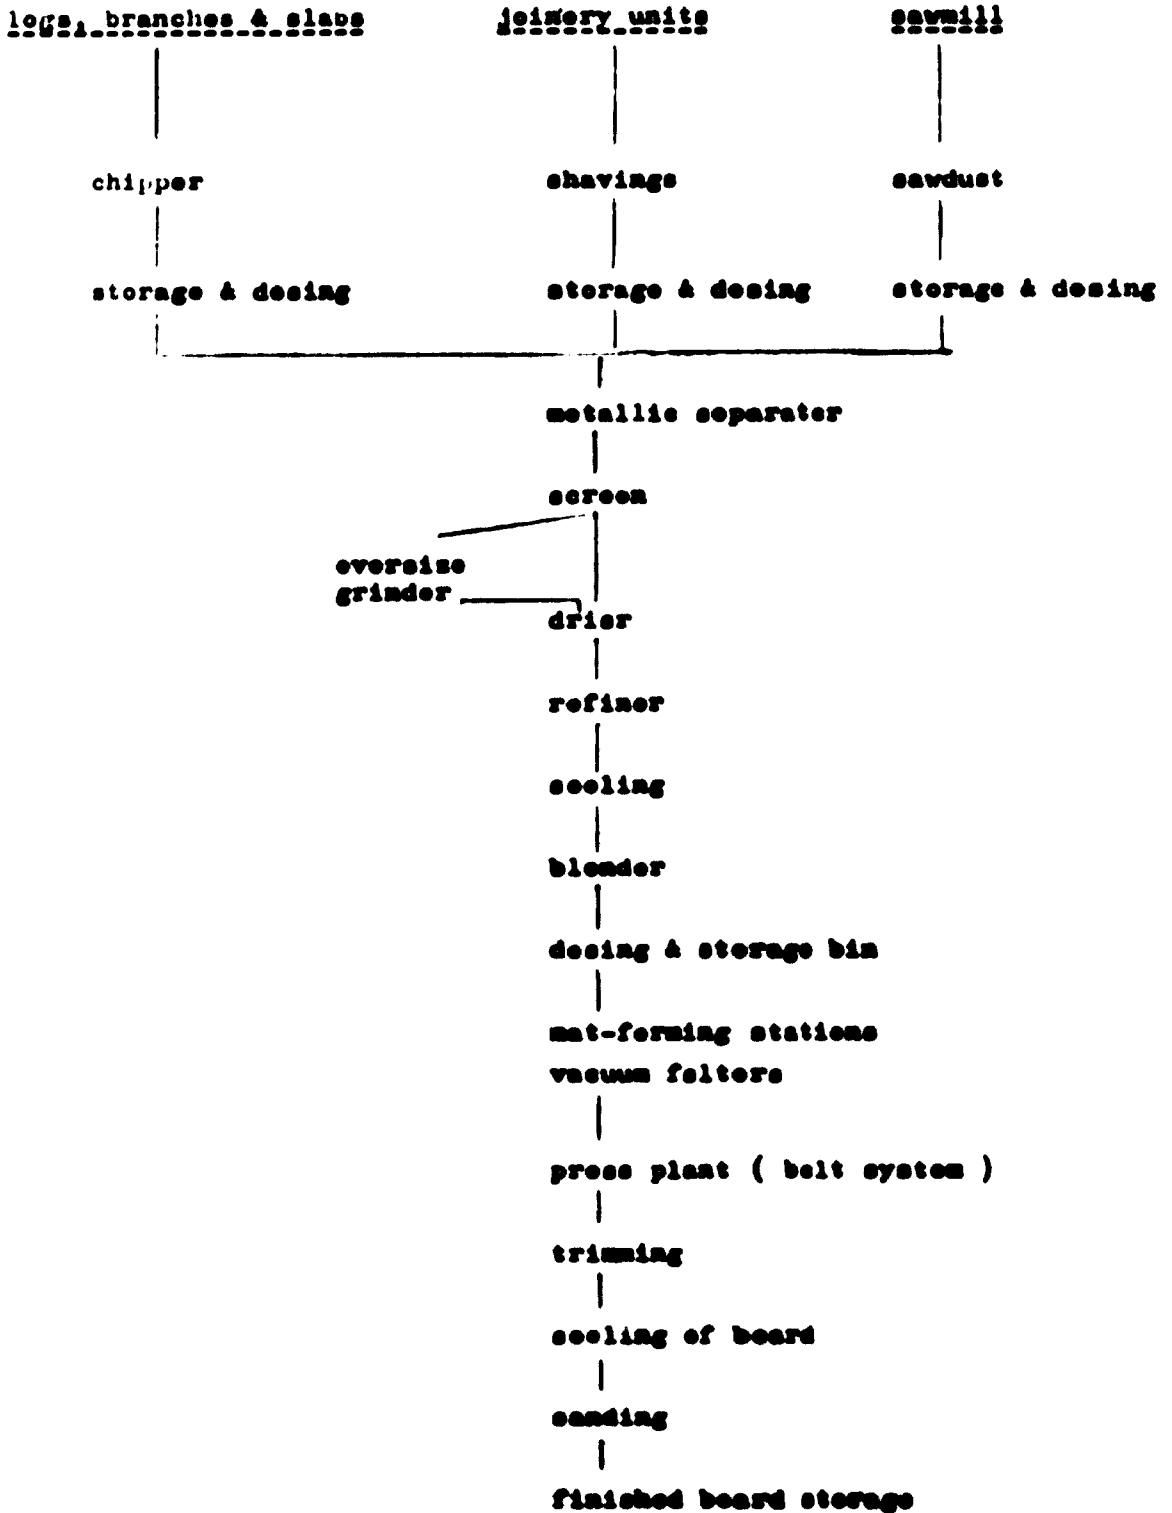 logs, branches & slabs
joinery units
sawmill
chipper
shavings
sawdust
storage & dosing
storage & dosing
storage & dosing
metallic separator
screen
oversize
grinder
drier
refiner
cooling
blender
dosing & storage bin
mat-forming stations
vacuum felters
press plant ( belt system )
trimming
cooling of board
sanding
finished board storage